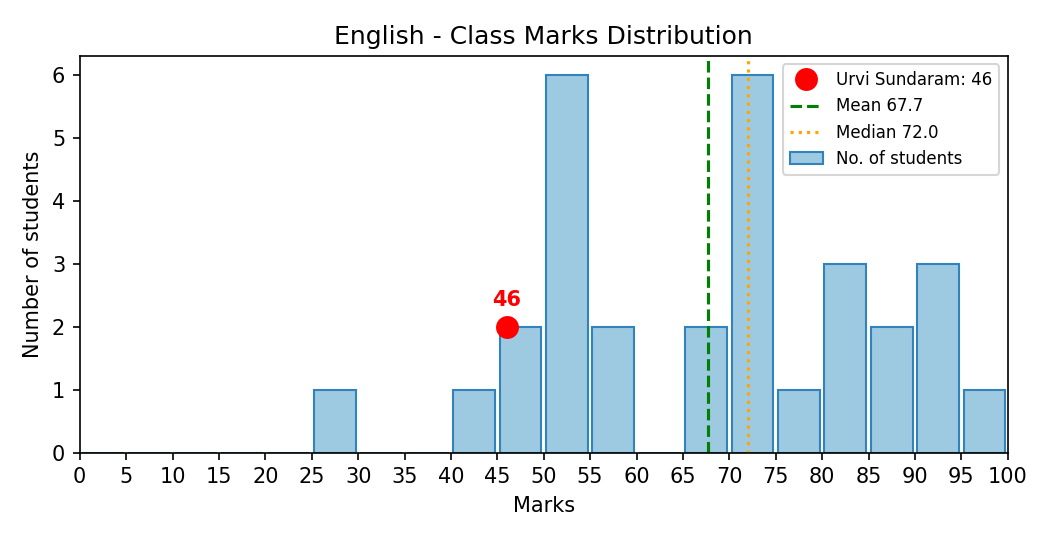 English - Class Marks Distribution
Number of students
6
5
4
3
2
1
0
46
Urvi Sundaram: 46
Mean 67.7
Median 72.0
No. of students
0 5 10 15 20 25 30 35 40 45 50 55 60 65 70 75 80 85 90 95 100
Marks